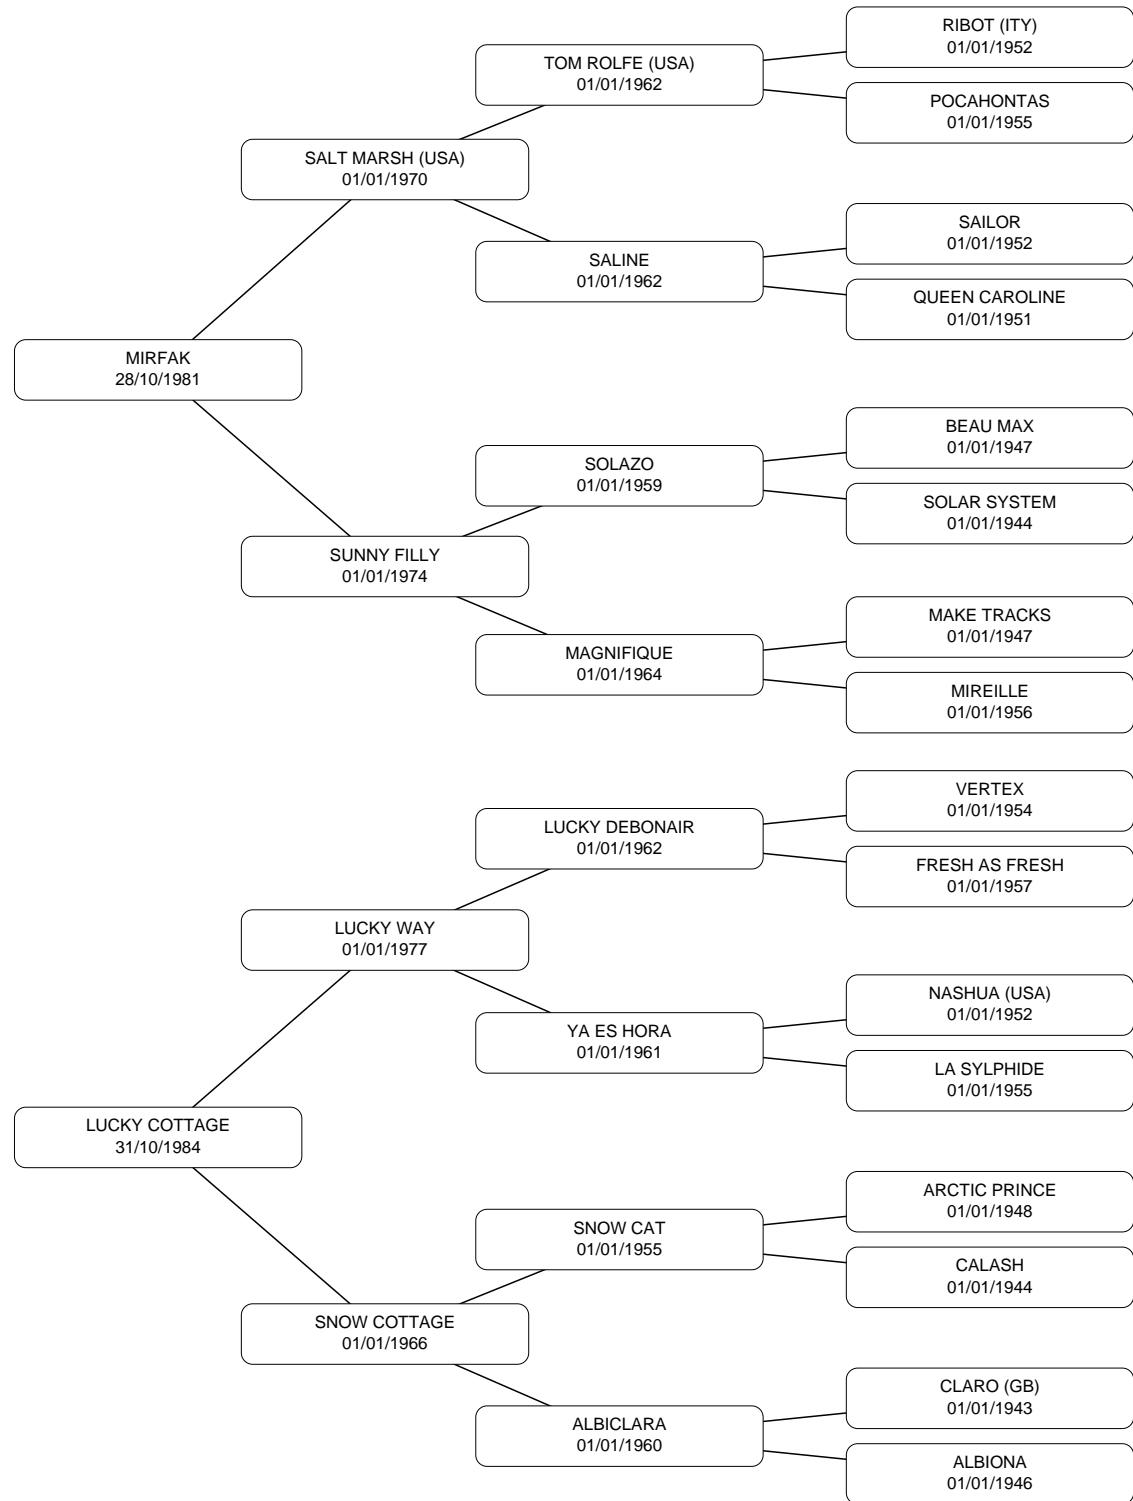 RIBOT (ITY)
01/01/1952
TOM ROLFE (USA)
01/01/1962
POCAHONTAS
01/01/1955
SALT MARSH (USA)
01/01/1970
SAILOR
01/01/1952
SALINE
01/01/1962
QUEEN CAROLINE
01/01/1951
MIRFAK
28/10/1981
BEAU MAX
01/01/1947
SOLAZO
01/01/1959
SOLAR SYSTEM
01/01/1944
SUNNY FILLY
01/01/1974
MAKE TRACKS
01/01/1947
MAGNIFIQUE
01/01/1964
MIREILLE
01/01/1956
VERTEX
01/01/1954
LUCKY DEBONAIR
01/01/1962
FRESH AS FRESH
01/01/1957
LUCKY WAY
01/01/1977
NASHUA (USA)
01/01/1952
YA ES HORA
01/01/1961
LA SYLPHIDE
01/01/1955
LUCKY COTTAGE
31/10/1984
ARCTIC PRINCE
01/01/1948
SNOW CAT
01/01/1955
CALASH
01/01/1944
SNOW COTTAGE
01/01/1966
CLARO (GB)
01/01/1943
ALBICLARA
01/01/1960
ALBIONA
01/01/1946